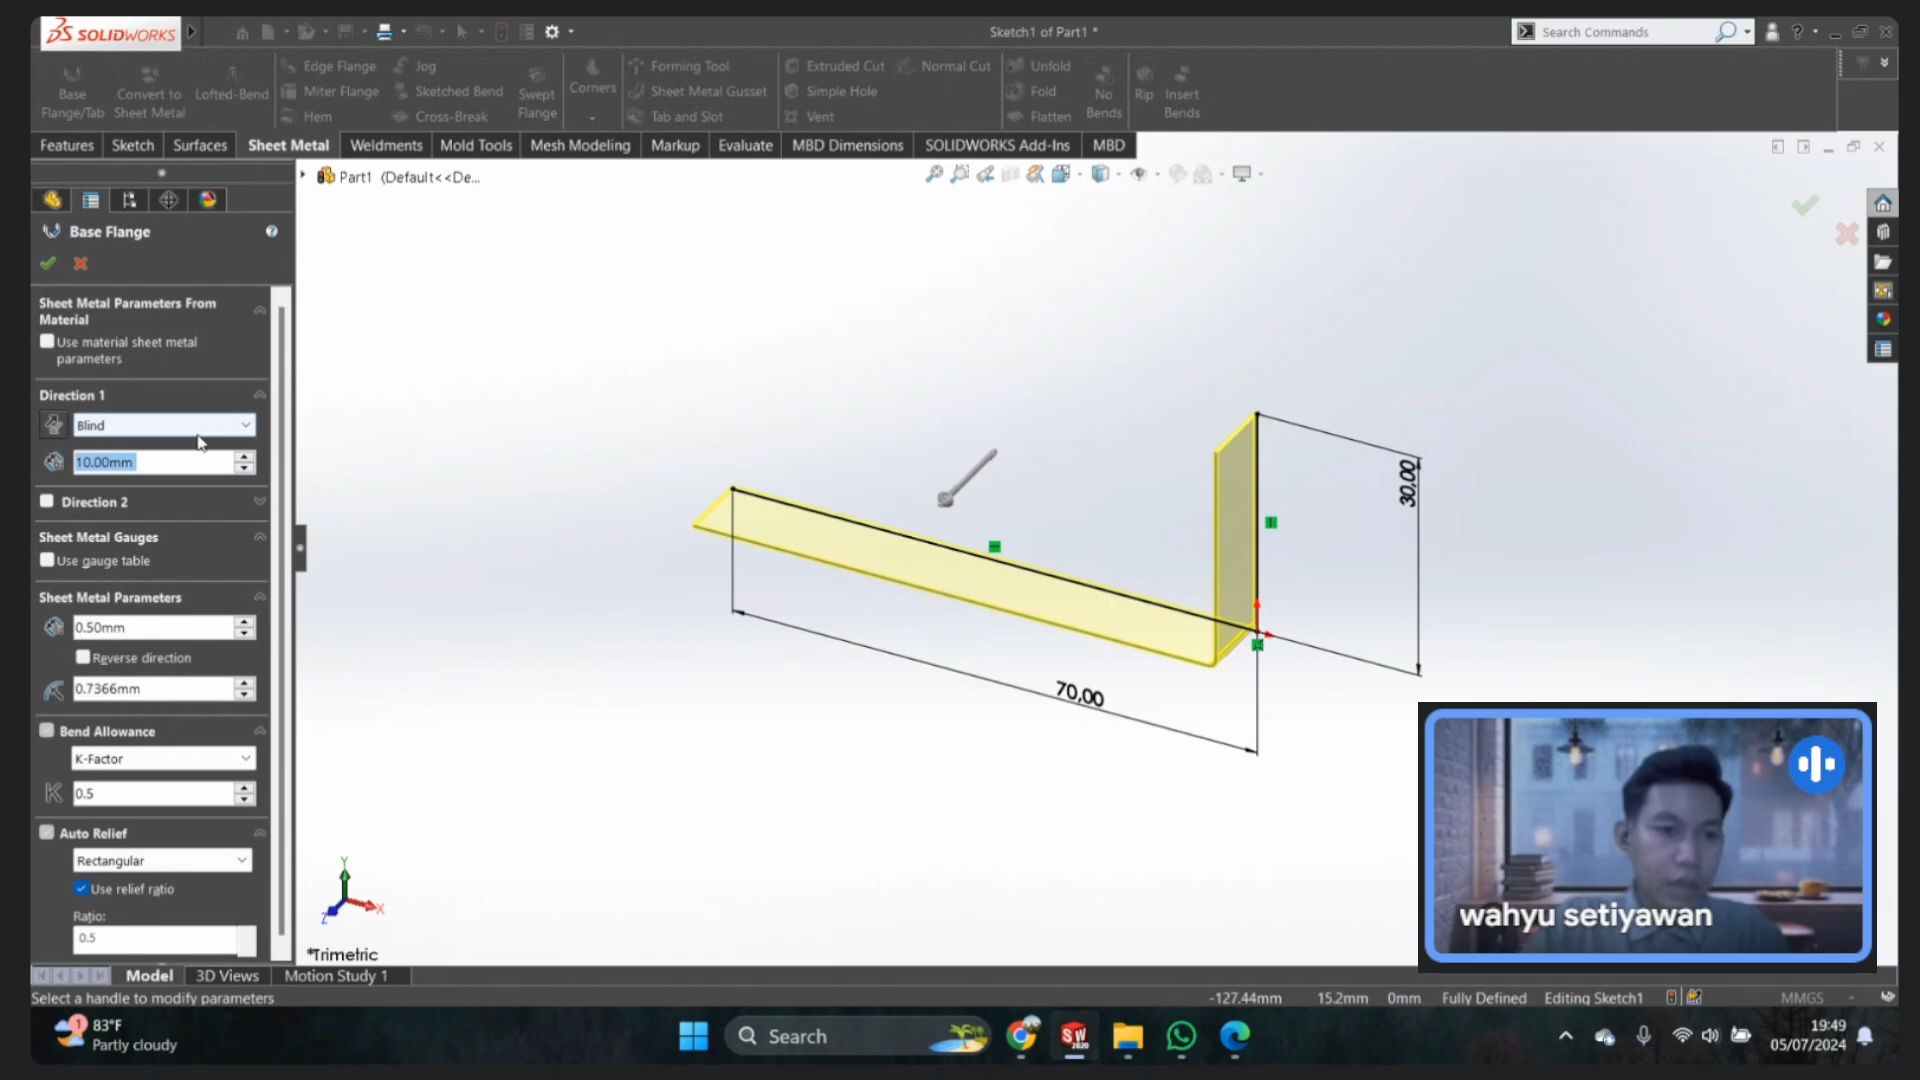 SOLIDWORKS
Sketch1 of Part1 *
Search Commands
Base Flange/Tab
Convert to Sheet Metal
Lofted-Bend
Edge Flange
Miter Flange
Hem
Jog
Sketched Bend
Cross-Break
Swept Flange
Corners
Forming Tool
Sheet Metal Gusset
Tab and Slot
Extruded Cut
Simple Hole
Vent
Normal Cut
Unfold
Fold
Flatten
No Bends
Rip
Insert Bends
Features
Sketch
Surfaces
Sheet Metal
Weldments
Mold Tools
Mesh Modeling
Markup
Evaluate
MBD Dimensions
SOLIDWORKS Add-Ins
MBD
Part1 (Default<<De...
Base Flange
Sheet Metal Parameters From
Material
Use material sheet metal
parameters
Direction 1
Blind
10.00mm
Direction 2
Sheet Metal Gauges
Use gauge table
Sheet Metal Parameters
0.50mm
Reverse direction
0.7366mm
Bend Allowance
K-Factor
K
0.5
Auto Relief
Rectangular
Use relief ratio
Ratio:
0.5
30,00
70,00
Y
X
Z
*Trimetric
wahyu setiyawan
Model
3D Views
Motion Study 1
Select a handle to modify parameters
-127.44mm
15.2mm
0mm
Fully Defined
Editing Sketch1
MMGS
1
83°F
Partly cloudy
Search
SW
2020
19:49
05/07/2024